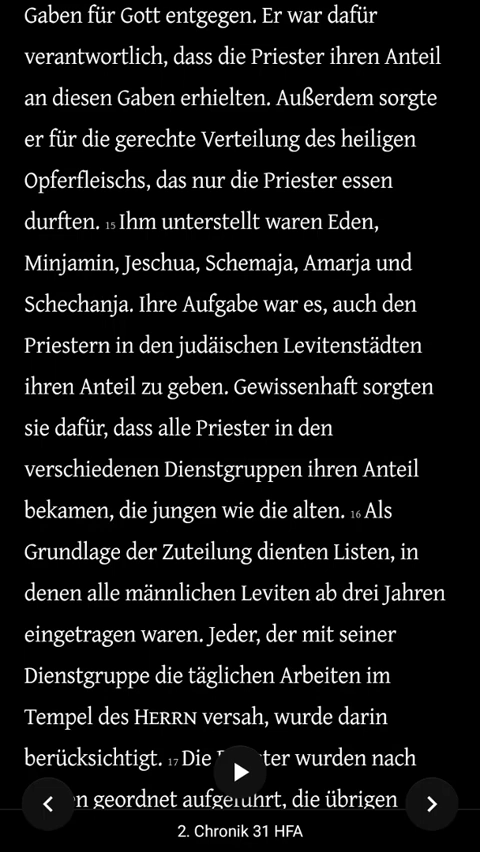 Gaben für Gott entgegen. Er war dafür
verantwortlich, dass die Priester ihren Anteil
an diesen Gaben erhielten. Außerdem sorgte
er für die gerechte Verteilung des heiligen
Opferfleischs, das nur die Priester essen
durften. 15 Ihm unterstellt waren Eden,
Minjamin, Jeschua, Schemaja, Amarja und
Schechanja. Ihre Aufgabe war es, auch den
Priestern in den judäischen Levitenstädten
ihren Anteil zu geben. Gewissenhaft sorgten
sie dafür, dass alle Priester in den
verschiedenen Dienstgruppen ihren Anteil
bekamen, die jungen wie die alten. 16 Als
Grundlage der Zuteilung dienten Listen, in
denen alle männlichen Leviten ab drei Jahren
eingetragen waren. Jeder, der mit seiner
Dienstgruppe die täglichen Arbeiten im
Tempel des HERRN versah, wurde darin
berücksichtigt. 17 Die wurden nach
geordnet aufgeführt, die übrigen
2. Chronik 31 HFA